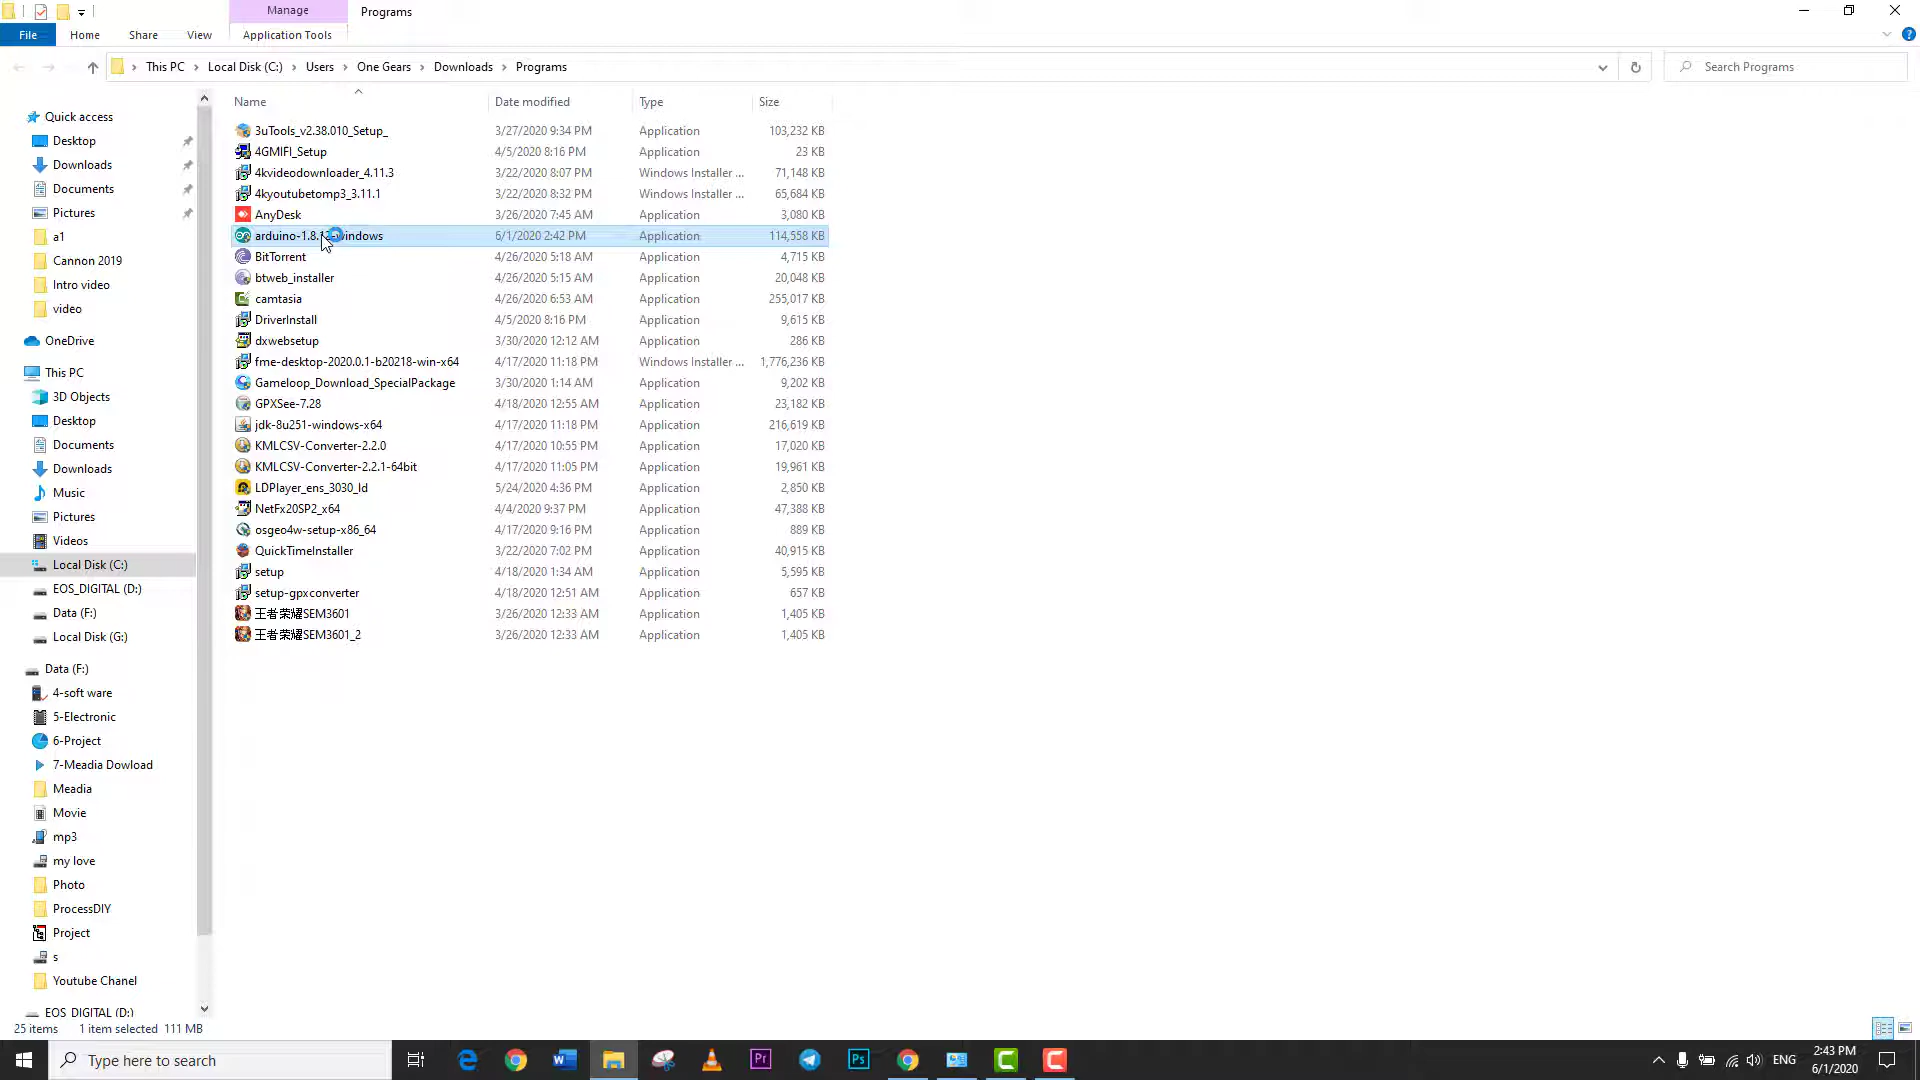 Manage
Programs
File
Home
Share
View
Application Tools
This PC
Local Disk (C:)
Users
One Gears
Downloads
Programs
Search Programs
Name
Date modified
Type
Size
3uTools_v2.38.010_Setup_ 3/27/2020 9:34 PM Application 103,232 KB
4GMIFI_Setup 4/5/2020 8:16 PM Application 23 KB
4kvideodownloader_4.11.3 3/22/2020 8:07 PM Windows Installer ... 71,148 KB
4kyoutubetomp3_3.11.1 3/22/2020 8:32 PM Windows Installer ... 65,684 KB
AnyDesk 3/26/2020 7:45 AM Application 3,080 KB
6/1/2020 2:42 PM Application 114,558 KB
BitTorrent 4/26/2020 5:18 AM Application 4,715 KB
btweb_installer 4/26/2020 5:15 AM Application 20,048 KB
camtasia 4/26/2020 6:53 AM Application 255,017 KB
DriverInstall 4/5/2020 8:16 PM Application 9,615 KB
dxwebsetup 3/30/2020 12:12 AM Application 286 KB
fme-desktop-2020.0.1-b20218-win-x64 4/17/2020 11:18 PM Windows Installer ... 1,776,236 KB
Gameloop_Download_SpecialPackage 3/30/2020 1:14 AM Application 9,202 KB
GPXSee-7.28 4/18/2020 12:55 AM Application 23,182 KB
jdk-8u251-windows-x64 4/17/2020 11:18 PM Application 216,619 KB
KMLCSV-Converter-2.2.0 4/17/2020 10:55 PM Application 17,020 KB
KMLCSV-Converter-2.2.1-64bit 4/17/2020 11:05 PM Application 19,961 KB
LDPlayer_ens_3030_ld 5/24/2020 4:36 PM Application 2,850 KB
NetFx20SP2_x64 4/4/2020 9:37 PM Application 47,388 KB
osgeo4w-setup-x86_64 4/17/2020 9:16 PM Application 889 KB
QuickTimeInstaller 3/22/2020 7:02 PM Application 40,915 KB
setup 4/18/2020 1:34 AM Application 5,595 KB
setup-gpxconverter 4/18/2020 12:51 AM Application 657 KB
王者荣耀SEM3601 3/26/2020 12:33 AM Application 1,405 KB
王者荣耀SEM3601_2 3/26/2020 12:33 AM Application 1,405 KB
Quick access
Desktop
Downloads
Documents
Pictures
a1
Cannon 2019
Intro video
video
OneDrive
This PC
3D Objects
Desktop
Documents
Downloads
Music
Pictures
Videos
Local Disk (C:)
EOS_DIGITAL (D:)
Data (F:)
Local Disk (G:)
Data (F:)
4-soft ware
5-Electronic
6-Project
7-Meadia Dowload
Meadia
Movie
mp3
my love
Photo
ProcessDIY
Project
s
Youtube Chanel
EOS_DIGITAL (D:)
25 items 1 item selected 111 MB
Type here to search
ENG
2:43 PM
6/1/2020